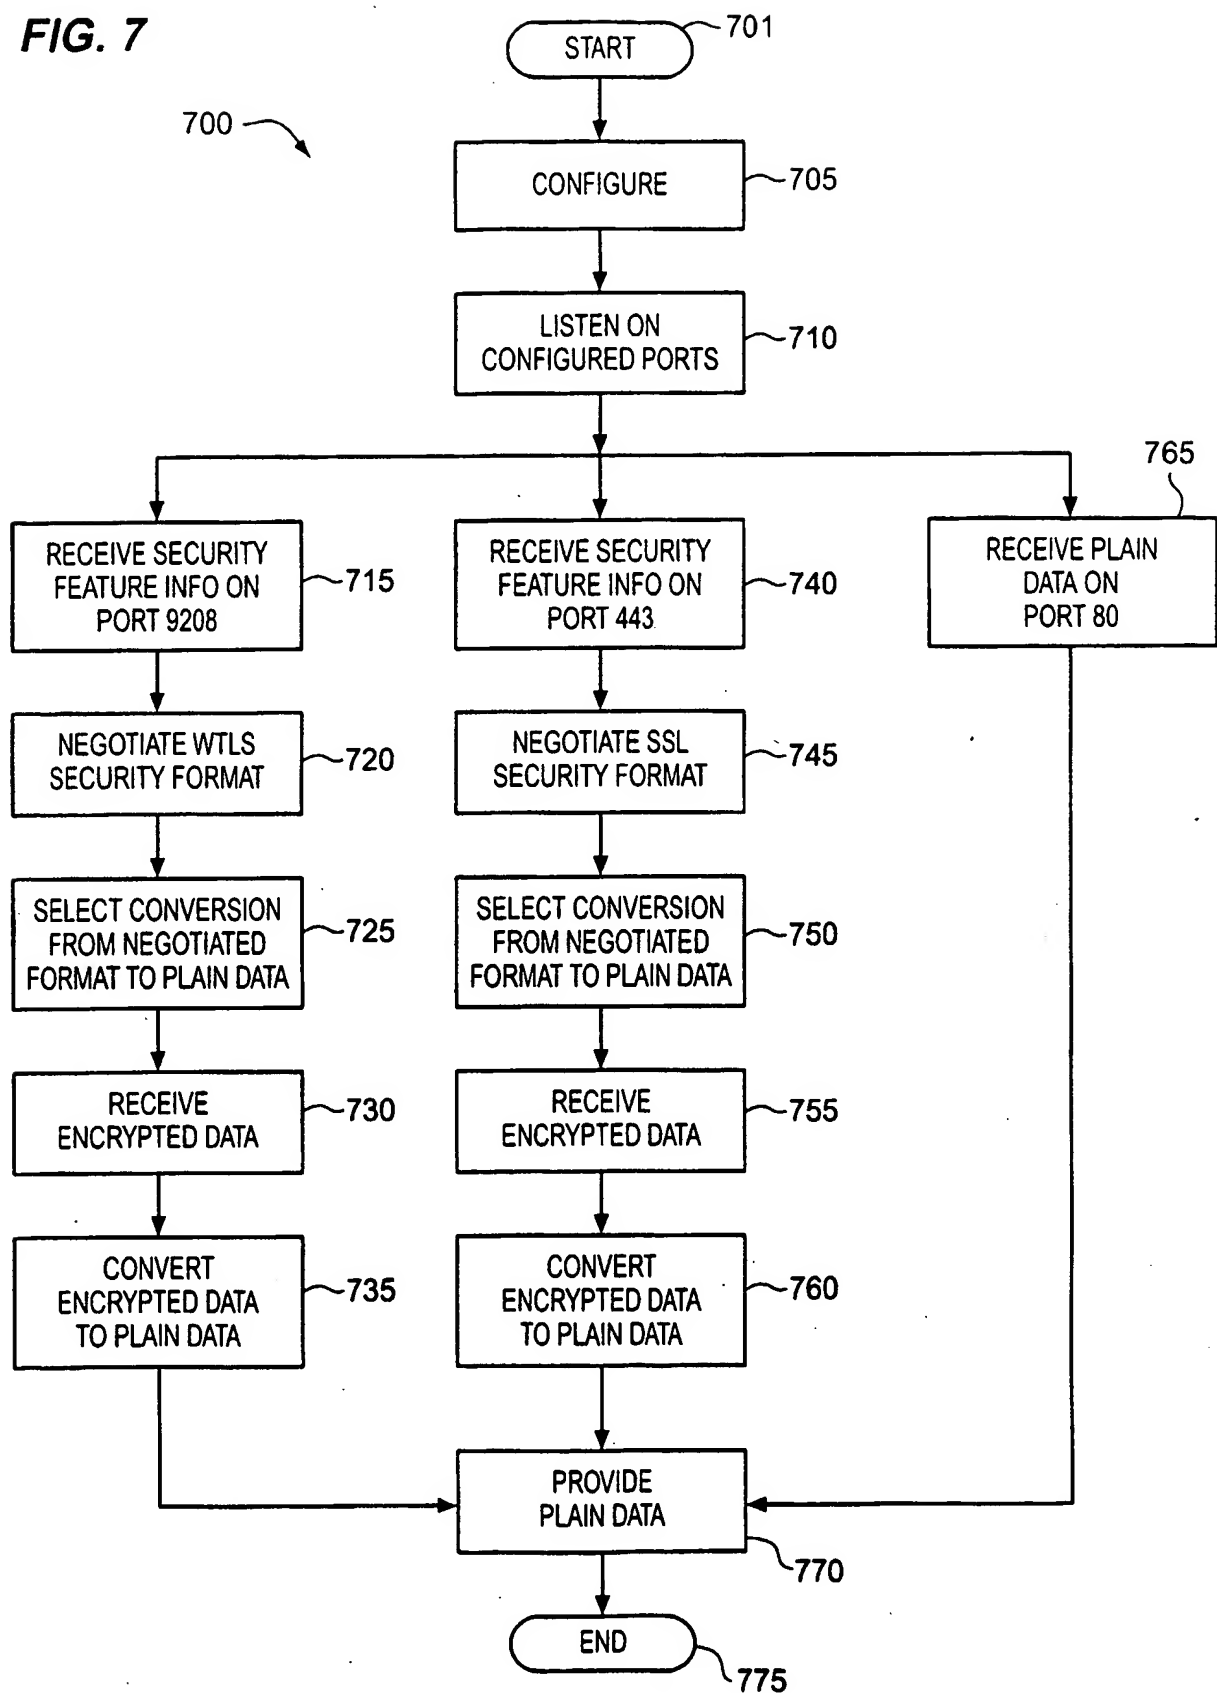 FIG. 7
START
701
700
CONFIGURE
705
LISTEN ON
CONFIGURED PORTS
710
765
RECEIVE SECURITY
FEATURE INFO ON
PORT 9208
715
RECEIVE SECURITY
FEATURE INFO ON
PORT 443
740
RECEIVE PLAIN
DATA ON
PORT 80
NEGOTIATE WTLS
SECURITY FORMAT
720
NEGOTIATE SSL
SECURITY FORMAT
745
SELECT CONVERSION
FROM NEGOTIATED
FORMAT TO PLAIN DATA
725
SELECT CONVERSION
FROM NEGOTIATED
FORMAT TO PLAIN DATA
750
RECEIVE
ENCRYPTED DATA
730
RECEIVE
ENCRYPTED DATA
755
CONVERT
ENCRYPTED DATA
TO PLAIN DATA
735
CONVERT
ENCRYPTED DATA
TO PLAIN DATA
760
PROVIDE
PLAIN DATA
770
END
775